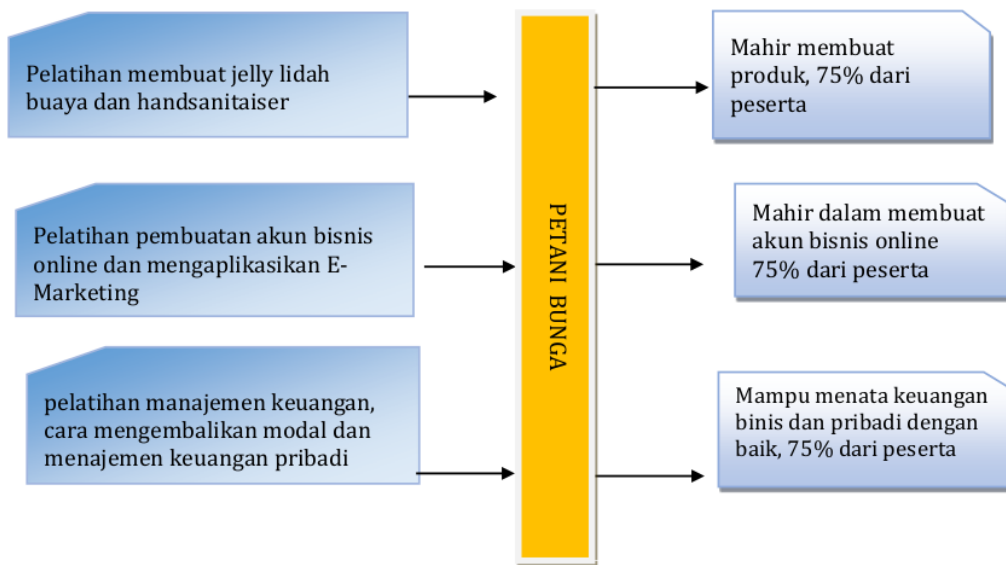 Pelatihan membuat jelly lidah
buaya dan handsanitaiser
Pelatihan pembuatan akun bisnis
online dan mengaplikasikan E-
Marketing
pelatihan manajemen keuangan,
cara mengembalikan modal dan
menajemen keuangan pribadi
PETANI BUNGA
Mahir membuat
produk, 75% dari
peserta
Mahir dalam membuat
akun bisnis online
75% dari peserta
Mampu menata keuangan
binis dan pribadi dengan
baik, 75% dari peserta